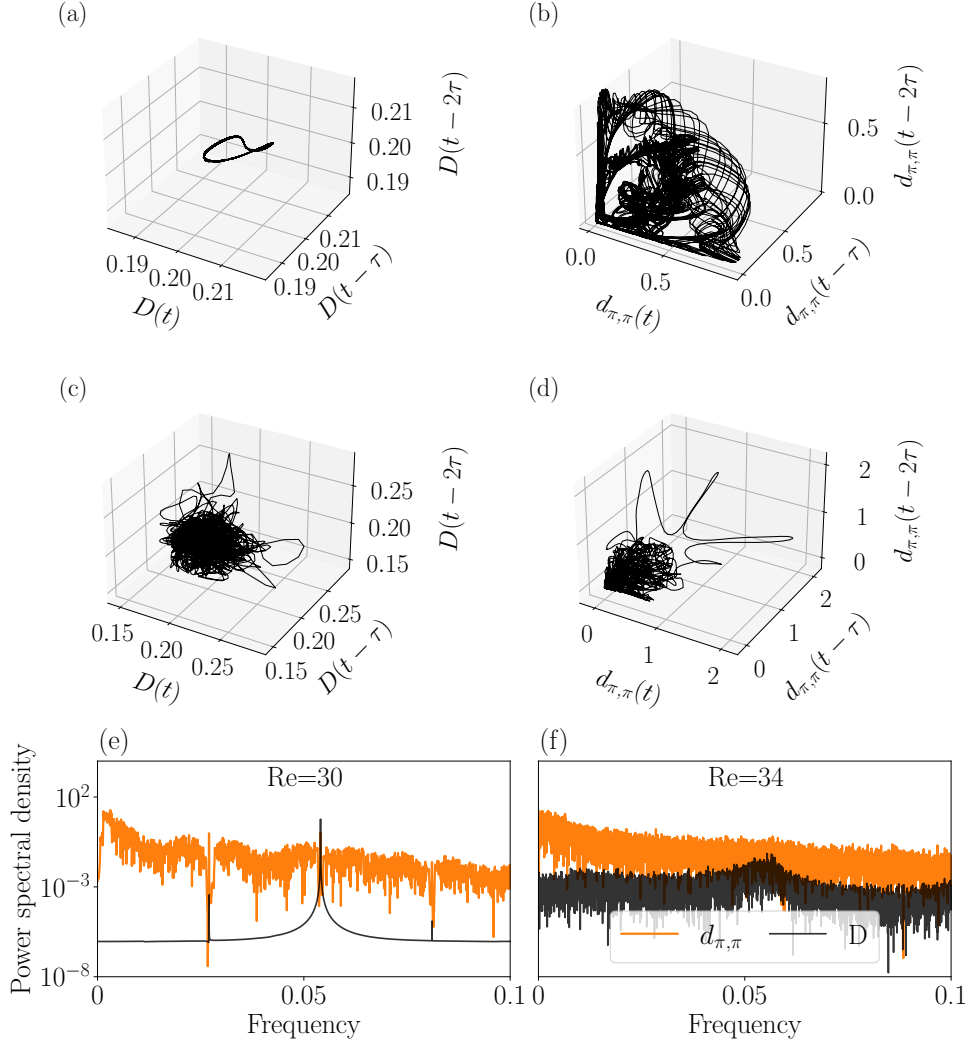 (a)
(b)
D(t − 2τ)
0.21
0.20
0.19
0.19
0.20
0.21
D(t)
0.19
0.20
0.21
D(t − τ)
d_{π,π}(t − 2τ)
0.5
0.0
0.0
0.5
d_{π,π}(t)
0.0
0.5
d_{π,π}(t − τ)
(c)
(d)
D(t − 2τ)
0.25
0.20
0.15
0.15
0.20
0.25
D(t)
0.15
0.20
0.25
D(t − τ)
d_{π,π}(t − 2τ)
2
1
0
0
1
2
d_{π,π}(t)
0
1
2
d_{π,π}(t − τ)
(e)
(f)
Power spectral density
10^2
10^{−3}
10^{−8}
Re=30
0
0.05
0.1
Frequency
Re=34
d_{π,π}
D
0
0.05
0.1
Frequency